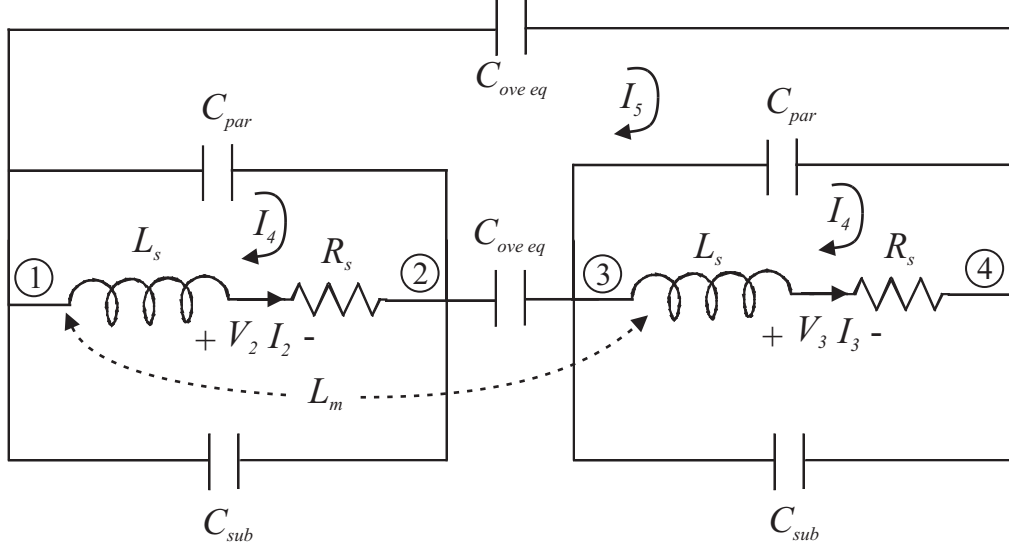 C_ove eq
I_5
C_par
C_par
I_4
I_4
L_s
R_s
C_ove eq
L_s
R_s
1
2
3
4
+ V_2 I_2 -
+ V_3 I_3 -
L_m
C_sub
C_sub